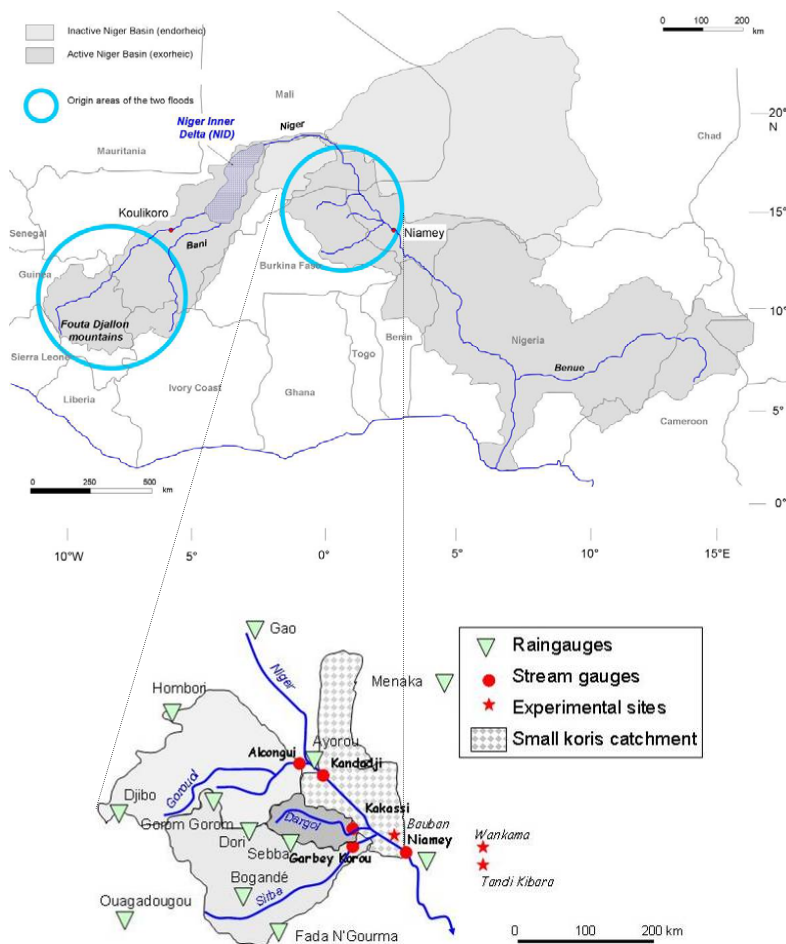 Inactive Niger Basin (endorheic)
Active Niger Basin (exorheic)
Origin areas of the two floods
0 100 200
km
Mali
Niger Inner
Delta (NID)
Niger
20°
N
Chad
Mauritania
Koulikoro
15°
Senegal
Bani
Niamey
Guinea
Burkina Faso
10°
Fouta Djallon
mountains
Benin
Nigeria
Togo
Sierra Leone
Ivory Coast
Ghana
Benue
Liberia
5°
Cameroon
0 250 500
km
0°
10°W 5° 0° 5° 10° 15°E
Gao
Raingauges
Stream gauges
Experimental sites
Small koris catchment
Niger
Menaka
Hombori
Ayorou
Alcongui
Kandadji
Gorouol
Djibo
Kakassi
Gorom Gorom
Dargol
Bauban
Dori
Niamey
Wankama
Sebba
Garbey Korou
Tandi Kibara
Bogandé
Sirba
Ouagadougou
Fada N'Gourma
0 100 200 km